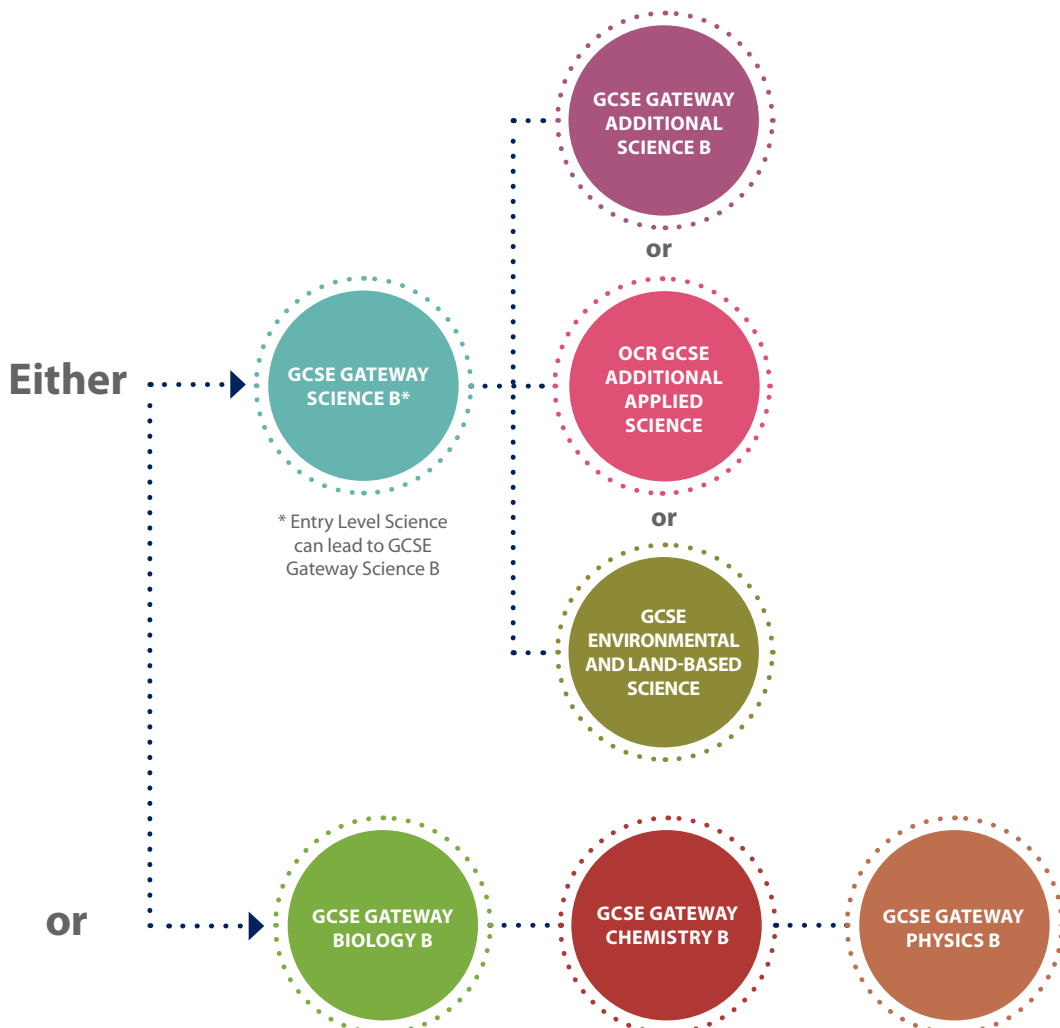 GCSE GATEWAY
ADDITIONAL
SCIENCE B
or
Either
GCSE GATEWAY
SCIENCE B*
OCR GCSE
ADDITIONAL
APPLIED
SCIENCE
* Entry Level Science
can lead to GCSE
Gateway Science B
or
GCSE
ENVIRONMENTAL
AND LAND-BASED
SCIENCE
or
GCSE GATEWAY
BIOLOGY B
GCSE GATEWAY
CHEMISTRY B
GCSE GATEWAY
PHYSICS B